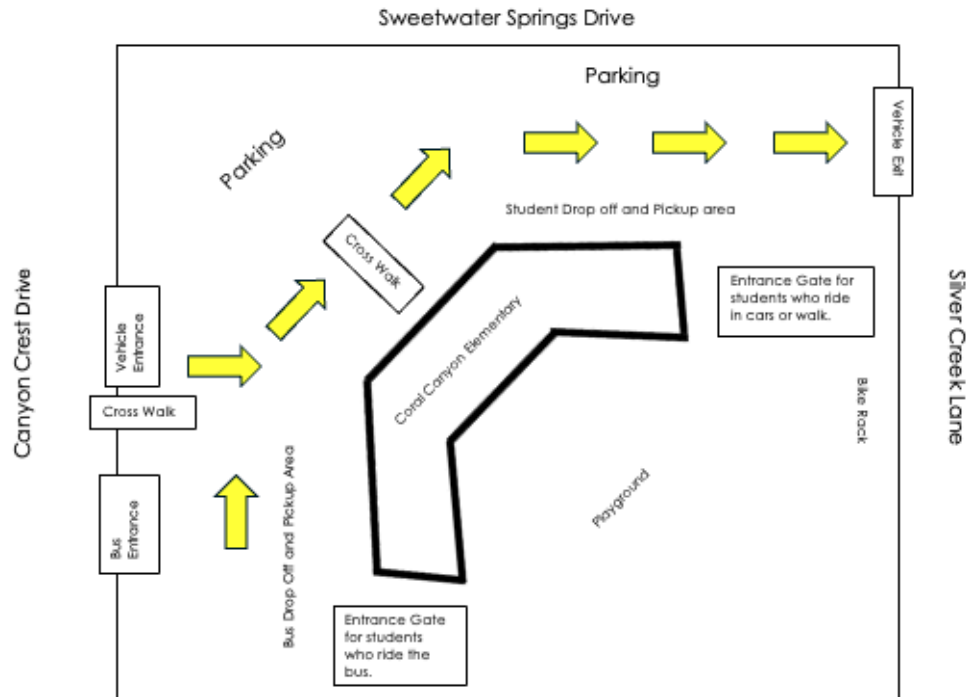 Sweetwater Springs Drive
Parking
Parking
Vehicle Exit
Student Drop off and Pickup area
Cross Walk
Entrance Gate for
students who ride
in cars or walk.
Canyon Crest Drive
Silver Creek Lane
Vehicle
Entrance
Coral Canyon Elementary
Cross Walk
Bike Rack
Bus
Entrance
Bus Drop Off and Pickup Area
Playground
Entrance Gate
for students
who ride the
bus.